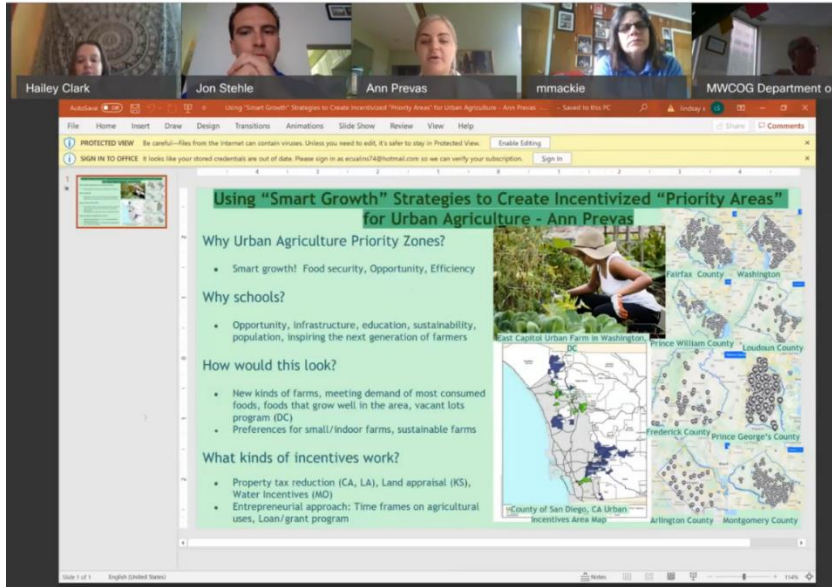 Hailey Clark
Jon Stehle
Ann Prevas
mmackie
MWCOG Department o
AutoSave Off
Using "Smart Growth" Strategies to Create Incentivized "Priority Areas" for Urban Agriculture - Ann Prevas - Saved to this PC
lindsay
File Home Insert Draw Design Transitions Animations Slide Show Review View Help
Share Comments
PROTECTED VIEW Be careful—files from the Internet can contain viruses. Unless you need to edit, it's safer to stay in Protected View. Enable Editing
SIGN IN TO OFFICE It looks like your stored credentials are out of date. Please sign in as ecualins74@hotmail.com so we can verify your subscription. Sign In
1
Using "Smart Growth" Strategies to Create Incentivized "Priority Areas"
for Urban Agriculture - Ann Prevas
Why Urban Agriculture Priority Zones?
• Smart growth! Food security, Opportunity, Efficiency
Why schools?
• Opportunity, infrastructure, education, sustainability,
population, inspiring the next generation of farmers
How would this look?
• New kinds of farms, meeting demand of most consumed
foods, foods that grow well in the area, vacant lots
program (DC)
• Preferences for small/indoor farms, sustainable farms
What kinds of incentives work?
• Property tax reduction (CA, LA), Land appraisal (KS),
Water Incentives (MO)
• Entrepreneurial approach: Time frames on agricultural
uses, Loan/grant program
East Capitol Urban Farm in Washington,
DC
County of San Diego, CA Urban
Incentives Area Map
Fairfax County
Washington
Prince William County
Loudoun County
Frederick County
Prince George's County
Arlington County
Montgomery County
Slide 1 of 1 English (United States)
Notes
114%